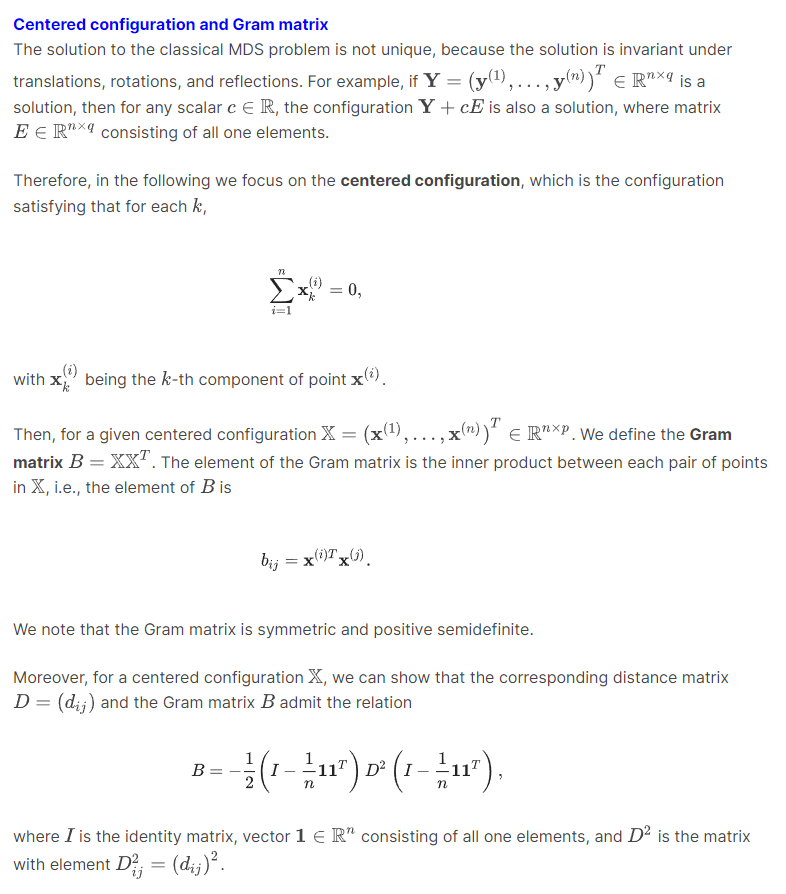 Centered configuration and Gram matrix
The solution to the classical MDS problem is not unique, because the solution is invariant under
translations, rotations, and reflections. For example, if $\mathbf{Y} = (\mathbf{y}^{(1)}, \ldots, \mathbf{y}^{(n)})^T \in \mathbb{R}^{n \times q}$ is a
solution, then for any scalar $c \in \mathbb{R}$, the configuration $\mathbf{Y} + cE$ is also a solution, where matrix
$E \in \mathbb{R}^{n \times q}$ consisting of all one elements.
Therefore, in the following we focus on the centered configuration, which is the configuration
satisfying that for each $k$,
$\sum_{i=1}^{n} \mathbf{x}_k^{(i)} = 0,$
with $\mathbf{x}_k^{(i)}$ being the $k$-th component of point $\mathbf{x}^{(i)}$.
Then, for a given centered configuration $\mathbb{X} = (\mathbf{x}^{(1)}, \ldots, \mathbf{x}^{(n)})^T \in \mathbb{R}^{n \times p}$. We define the Gram
matrix $B = \mathbb{X}\mathbb{X}^T$. The element of the Gram matrix is the inner product between each pair of points
in $\mathbb{X}$, i.e., the element of $B$ is
$b_{ij} = \mathbf{x}^{(i)T} \mathbf{x}^{(j)}.$
We note that the Gram matrix is symmetric and positive semidefinite.
Moreover, for a centered configuration $\mathbb{X}$, we can show that the corresponding distance matrix
$D = (d_{ij})$ and the Gram matrix $B$ admit the relation
$B = -\frac{1}{2} \left( I - \frac{1}{n} \mathbf{1}\mathbf{1}^T \right) D^2 \left( I - \frac{1}{n} \mathbf{1}\mathbf{1}^T \right),$
where $I$ is the identity matrix, vector $\mathbf{1} \in \mathbb{R}^n$ consisting of all one elements, and $D^2$ is the matrix
with element $D_{ij}^2 = (d_{ij})^2$.